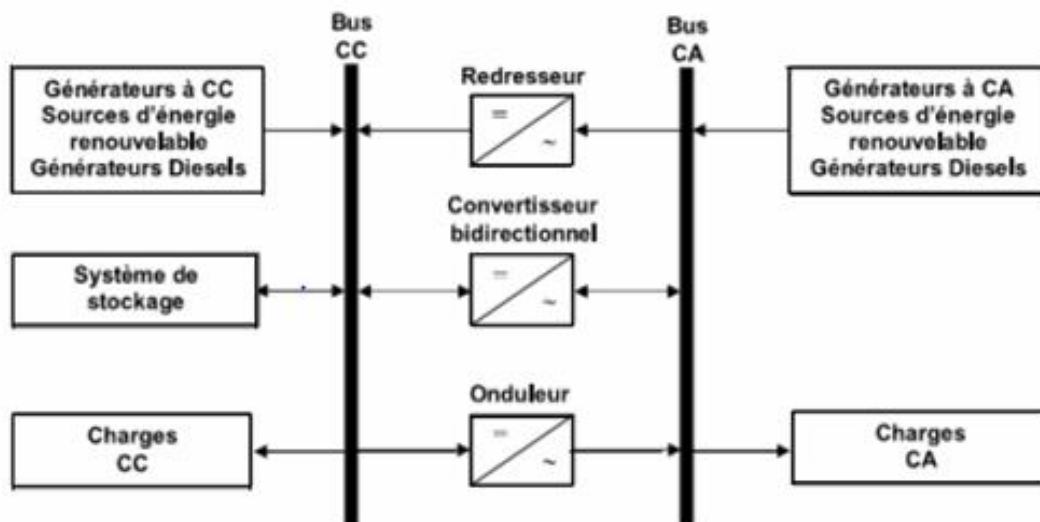 Bus
CC
Bus
CA
Générateurs à CC
Sources d'énergie
renouvelable
Générateurs Diesels
Redresseur
=
~
Générateurs à CA
Sources d'énergie
renouvelable
Générateurs Diesels
Système de
stockage
Convertisseur
bidirectionnel
=
~
Charges
CC
Onduleur
=
~
Charges
CA